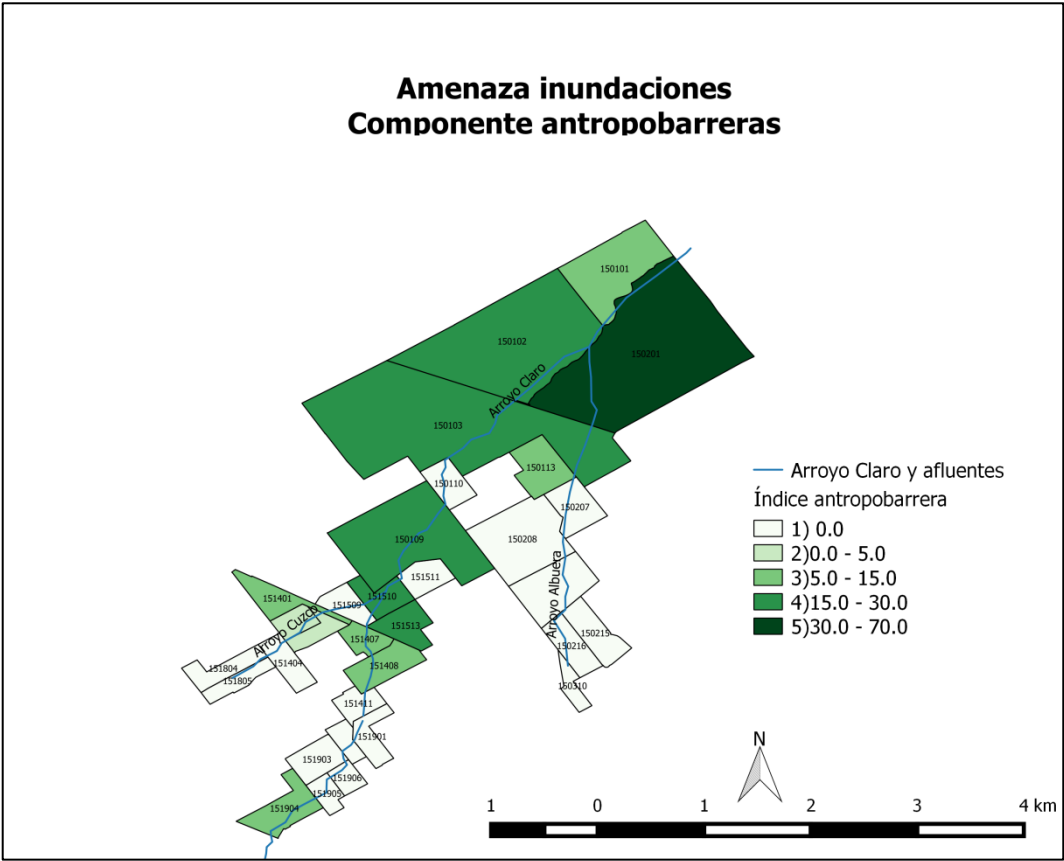 Amenaza inundaciones
Componente antropobarreras
150101
150102
150201
Arroyo Claro
150103
150113
150110
150207
150109
150208
151511
151510
151509
151401
Arroyo Cuzco
151513
151407
151408
151404
151804
151805
Arroyo Albuera
150215
150216
150310
151411
151901
151903
151906
151905
151904
Arroyo Claro y afluentes
Índice antropobarrera
1) 0.0
2)0.0 - 5.0
3)5.0 - 15.0
4)15.0 - 30.0
5)30.0 - 70.0
N
1 0 1 2 3 4 km